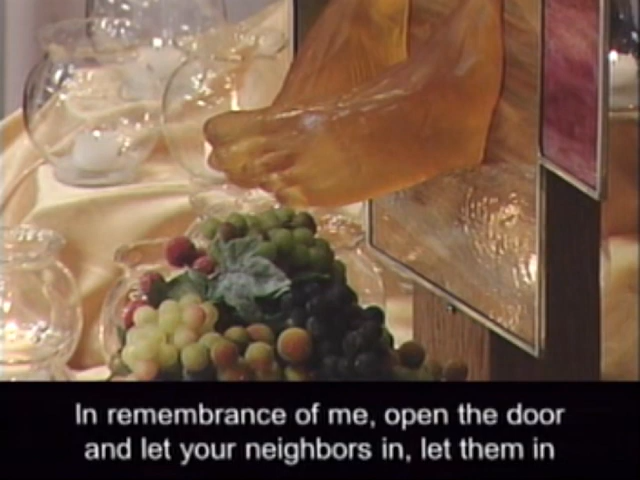 In remembrance of me, open the door
and let your neighbors in, let them in